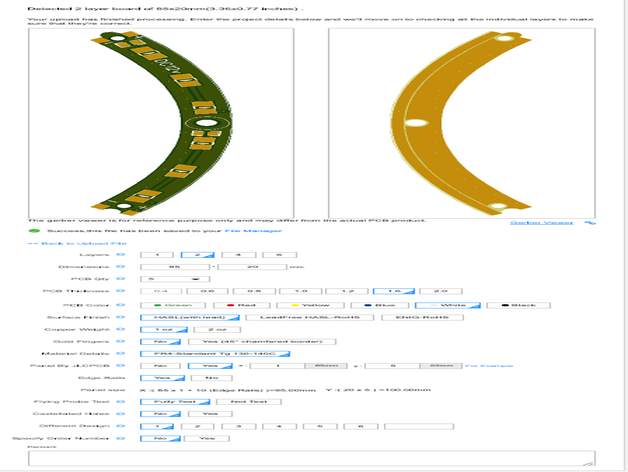 Detected 2 layer board of 85x20mm(3.35x0.77 inches) .
Your upload has finished processing. Enter the project details below and we'll move on to checking all the individual layers to make sure that they're correct.
DC12V
The gerber viewer is for reference purpose only and may differ from the actual PCB product.
Gerber Viewer
Success,this file has been saved to your File Manager
<< Back to Upload File
Layers 1 2 4 6
Dimensions 85 * 20 mm
PCB Qty 5
PCB Thickness 0.4 0.6 0.8 1.0 1.2 1.6 2.0
PCB Color Green Red Yellow Blue White Black
Surface Finish HASL(with lead) LeadFree HASL-RoHS ENIG-RoHS
Copper Weight 1 oz 2 oz
Gold Fingers No Yes (45° chamfered border)
Material Details FR4-Standard Tg 130-140C
Panel By JLCPCB No Yes X : 1 85mm Y : 5 20mm For Example
Edge Rails Yes No
Panel size X :( 85 x 1 + 10 (Edge Rails) )=95.00mm Y :( 20 x 5 )=100.00mm
Flying Probe Test Fully Test Not Test
Castellated Holes No Yes
Different Design 1 2 3 4 5 6
Specify Order Number No Yes
Remark